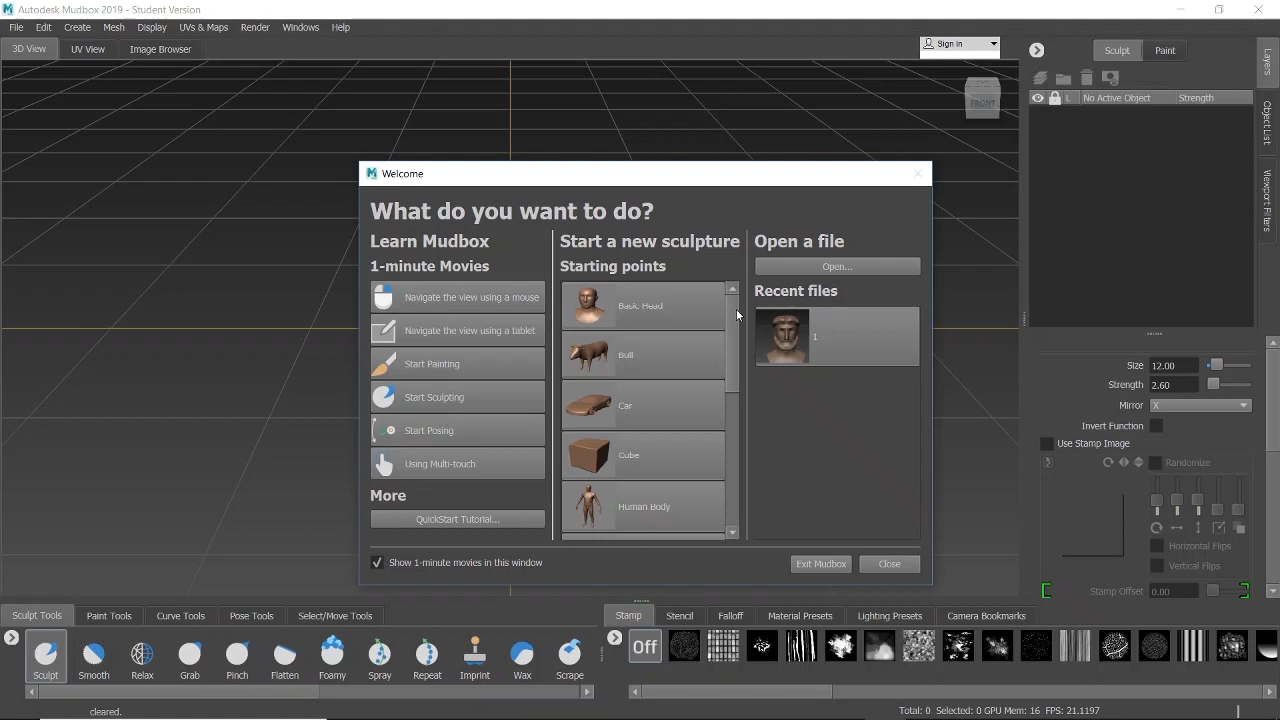 Autodesk Mudbox 2019 - Student Version
File Edit Create Mesh Display UVs & Maps Render Windows Help
3D View UV View Image Browser
Sign In
Sculpt Paint
FRONT
L No Active Object Strength
Layers
Object List
Viewport Filters
Welcome
What do you want to do?
Learn Mudbox
1-minute Movies
Navigate the view using a mouse
Navigate the view using a tablet
Start Painting
Start Sculpting
Start Posing
Using Multi-touch
More
QuickStart Tutorial...
Show 1-minute movies in this window
Start a new sculpture
Starting points
Basic Head
Bull
Car
Cube
Human Body
Open a file
Open...
Recent files
1
Exit Mudbox Close
Size 12.00
Strength 2.60
Mirror X
Invert Function
Use Stamp Image
Randomize
Horizontal Flips
Vertical Flips
Stamp Offset 0.00
Sculpt Tools Paint Tools Curve Tools Pose Tools Select/Move Tools
Sculpt Smooth Relax Grab Pinch Flatten Foamy Spray Repeat Imprint Wax Scrape
Stamp Stencil Falloff Material Presets Lighting Presets Camera Bookmarks
Off
cleared.
Total: 0 Selected: 0 GPU Mem: 16 FPS: 21.1197